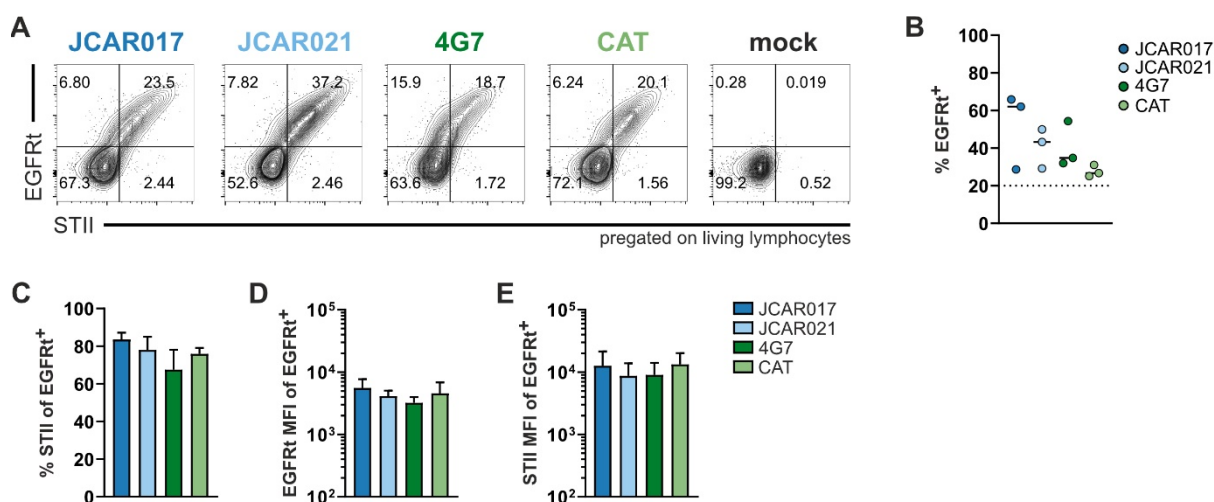 A
JCAR017 JCAR021 4G7 CAT mock
6.80 23.5 7.82 37.2 15.9 18.7 6.24 20.1 0.28 0.019
EGFRt
67.3 2.44 52.6 2.46 63.6 1.72 72.1 1.56 99.2 0.52
STII
pregated on living lymphocytes
B
% EGFRt+
100
80
60
40
20
0
JCAR017
JCAR021
4G7
CAT
C
% STII of EGFRt+
100
80
60
40
20
0
D
EGFRt MFI of EGFRt+
10^5
10^4
10^3
10^2
E
STII MFI of EGFRt+
10^5
10^4
10^3
10^2
JCAR017
JCAR021
4G7
CAT